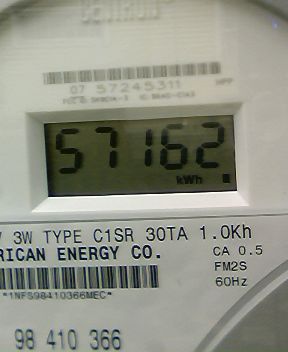 CENTRON
07 57245311
57162
kWh
V 3W TYPE C1SR 30TA 1.0Kh
RICAN ENERGY CO. CA 0.5
FM2S
60Hz
*1NFS98410366MEC*
98 410 366